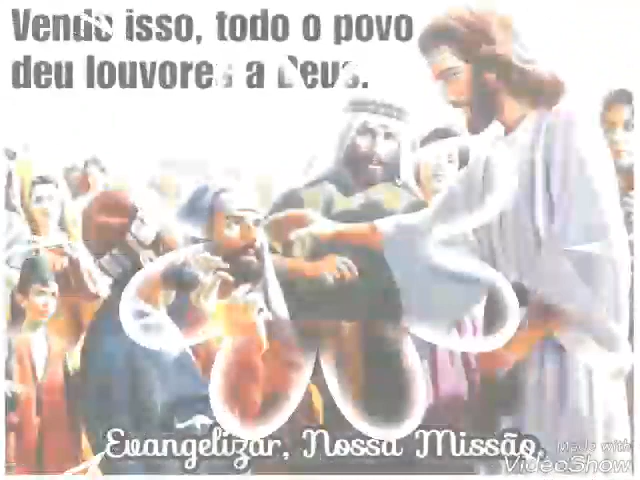 Vendo isso, todo o povo
deu louvores a Deus.
Evangelizar, Nossa Missão.
Made with
VideoShow